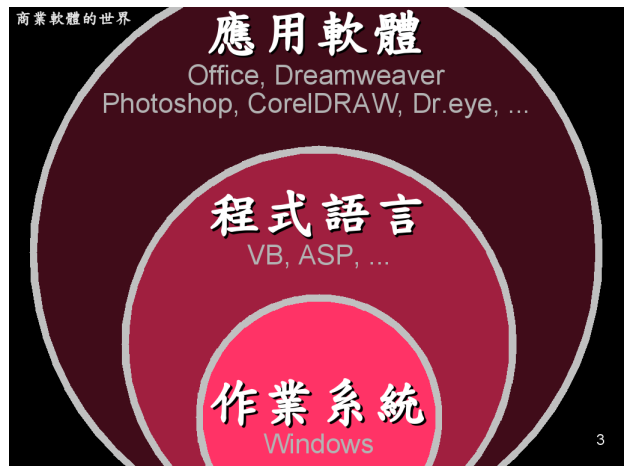 商業軟體的世界
應用軟體
Office, Dreamweaver
Photoshop, CorelDRAW, Dr.eye, ...
程式語言
VB, ASP, ...
作業系統
Windows
3